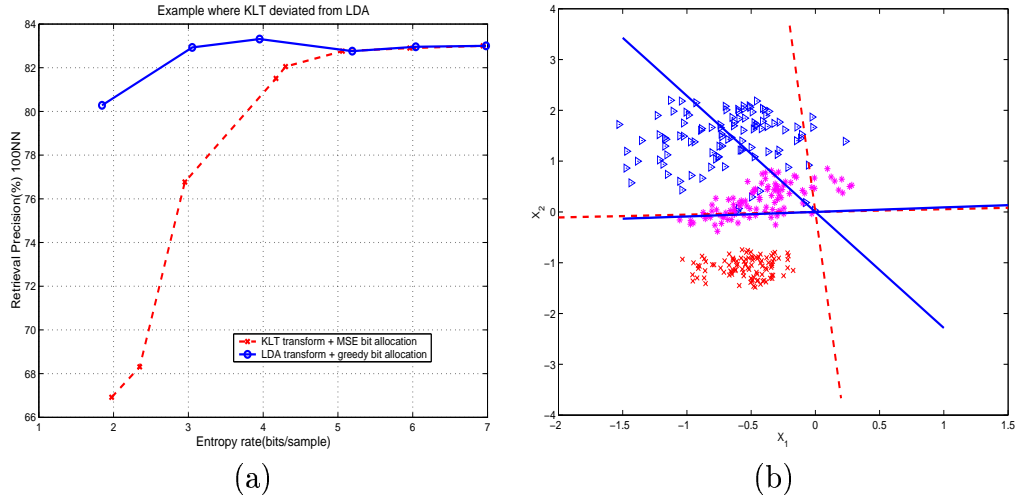 Example where KLT deviated from LDA
84
82
80
78
76
74
72
70
68
66
Retrieval Precision(%) 100NN
KLT transform + MSE bit allocation
LDA transform + greedy bit allocation
1 2 3 4 5 6 7
Entropy rate(bits/sample)
(a)
4
3
2
1
0
−1
−2
−3
−4
X2
−2 −1.5 −1 −0.5 0 0.5 1 1.5
X1
(b)